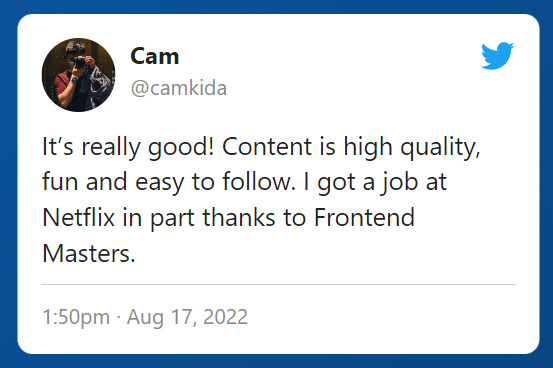 Cam
@camkida
It’s really good! Content is high quality,
fun and easy to follow. I got a job at
Netflix in part thanks to Frontend
Masters.
1:50pm · Aug 17, 2022